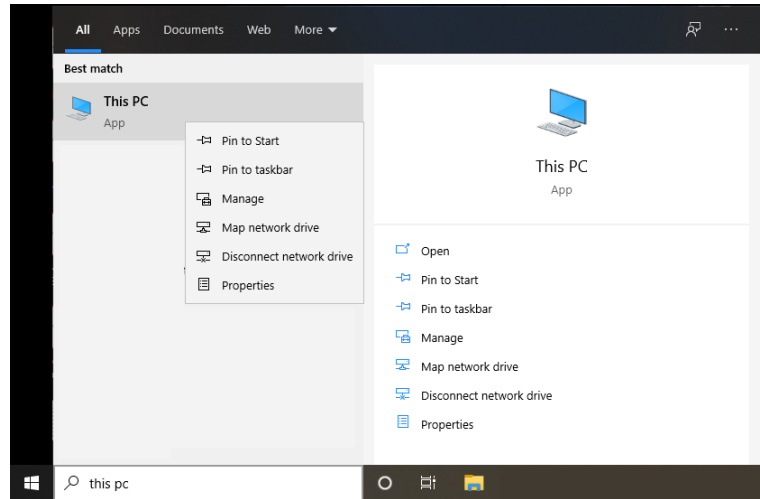 All Apps Documents Web More
Best match
This PC
App
Pin to Start
Pin to taskbar
Manage
Map network drive
Disconnect network drive
Properties
This PC
App
Open
Pin to Start
Pin to taskbar
Manage
Map network drive
Disconnect network drive
Properties
this pc